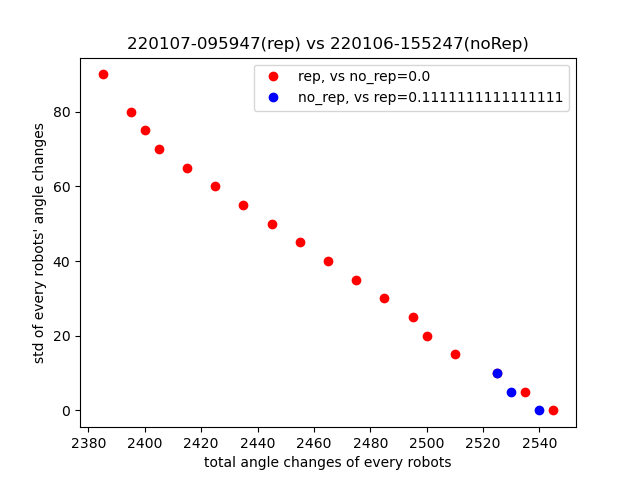 220107-095947(rep) vs 220106-155247(noRep)
rep, vs no_rep=0.0
no_rep, vs rep=0.1111111111111111
std of every robots' angle changes
80
60
40
20
0
2380 2400 2420 2440 2460 2480 2500 2520 2540
total angle changes of every robots